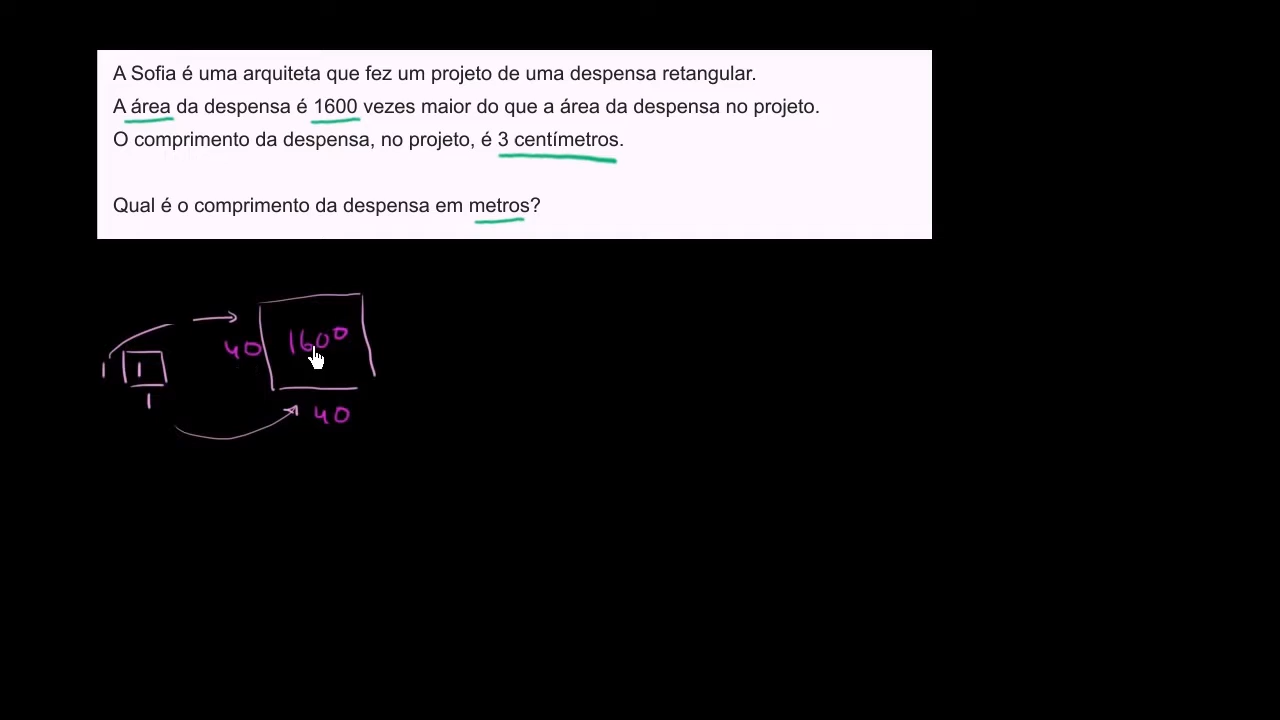 A Sofia é uma arquiteta que fez um projeto de uma despensa retangular.
A área da despensa é 1600 vezes maior do que a área da despensa no projeto.
O comprimento da despensa, no projeto, é 3 centímetros.
Qual é o comprimento da despensa em metros?
40 1600
1 1
1
40